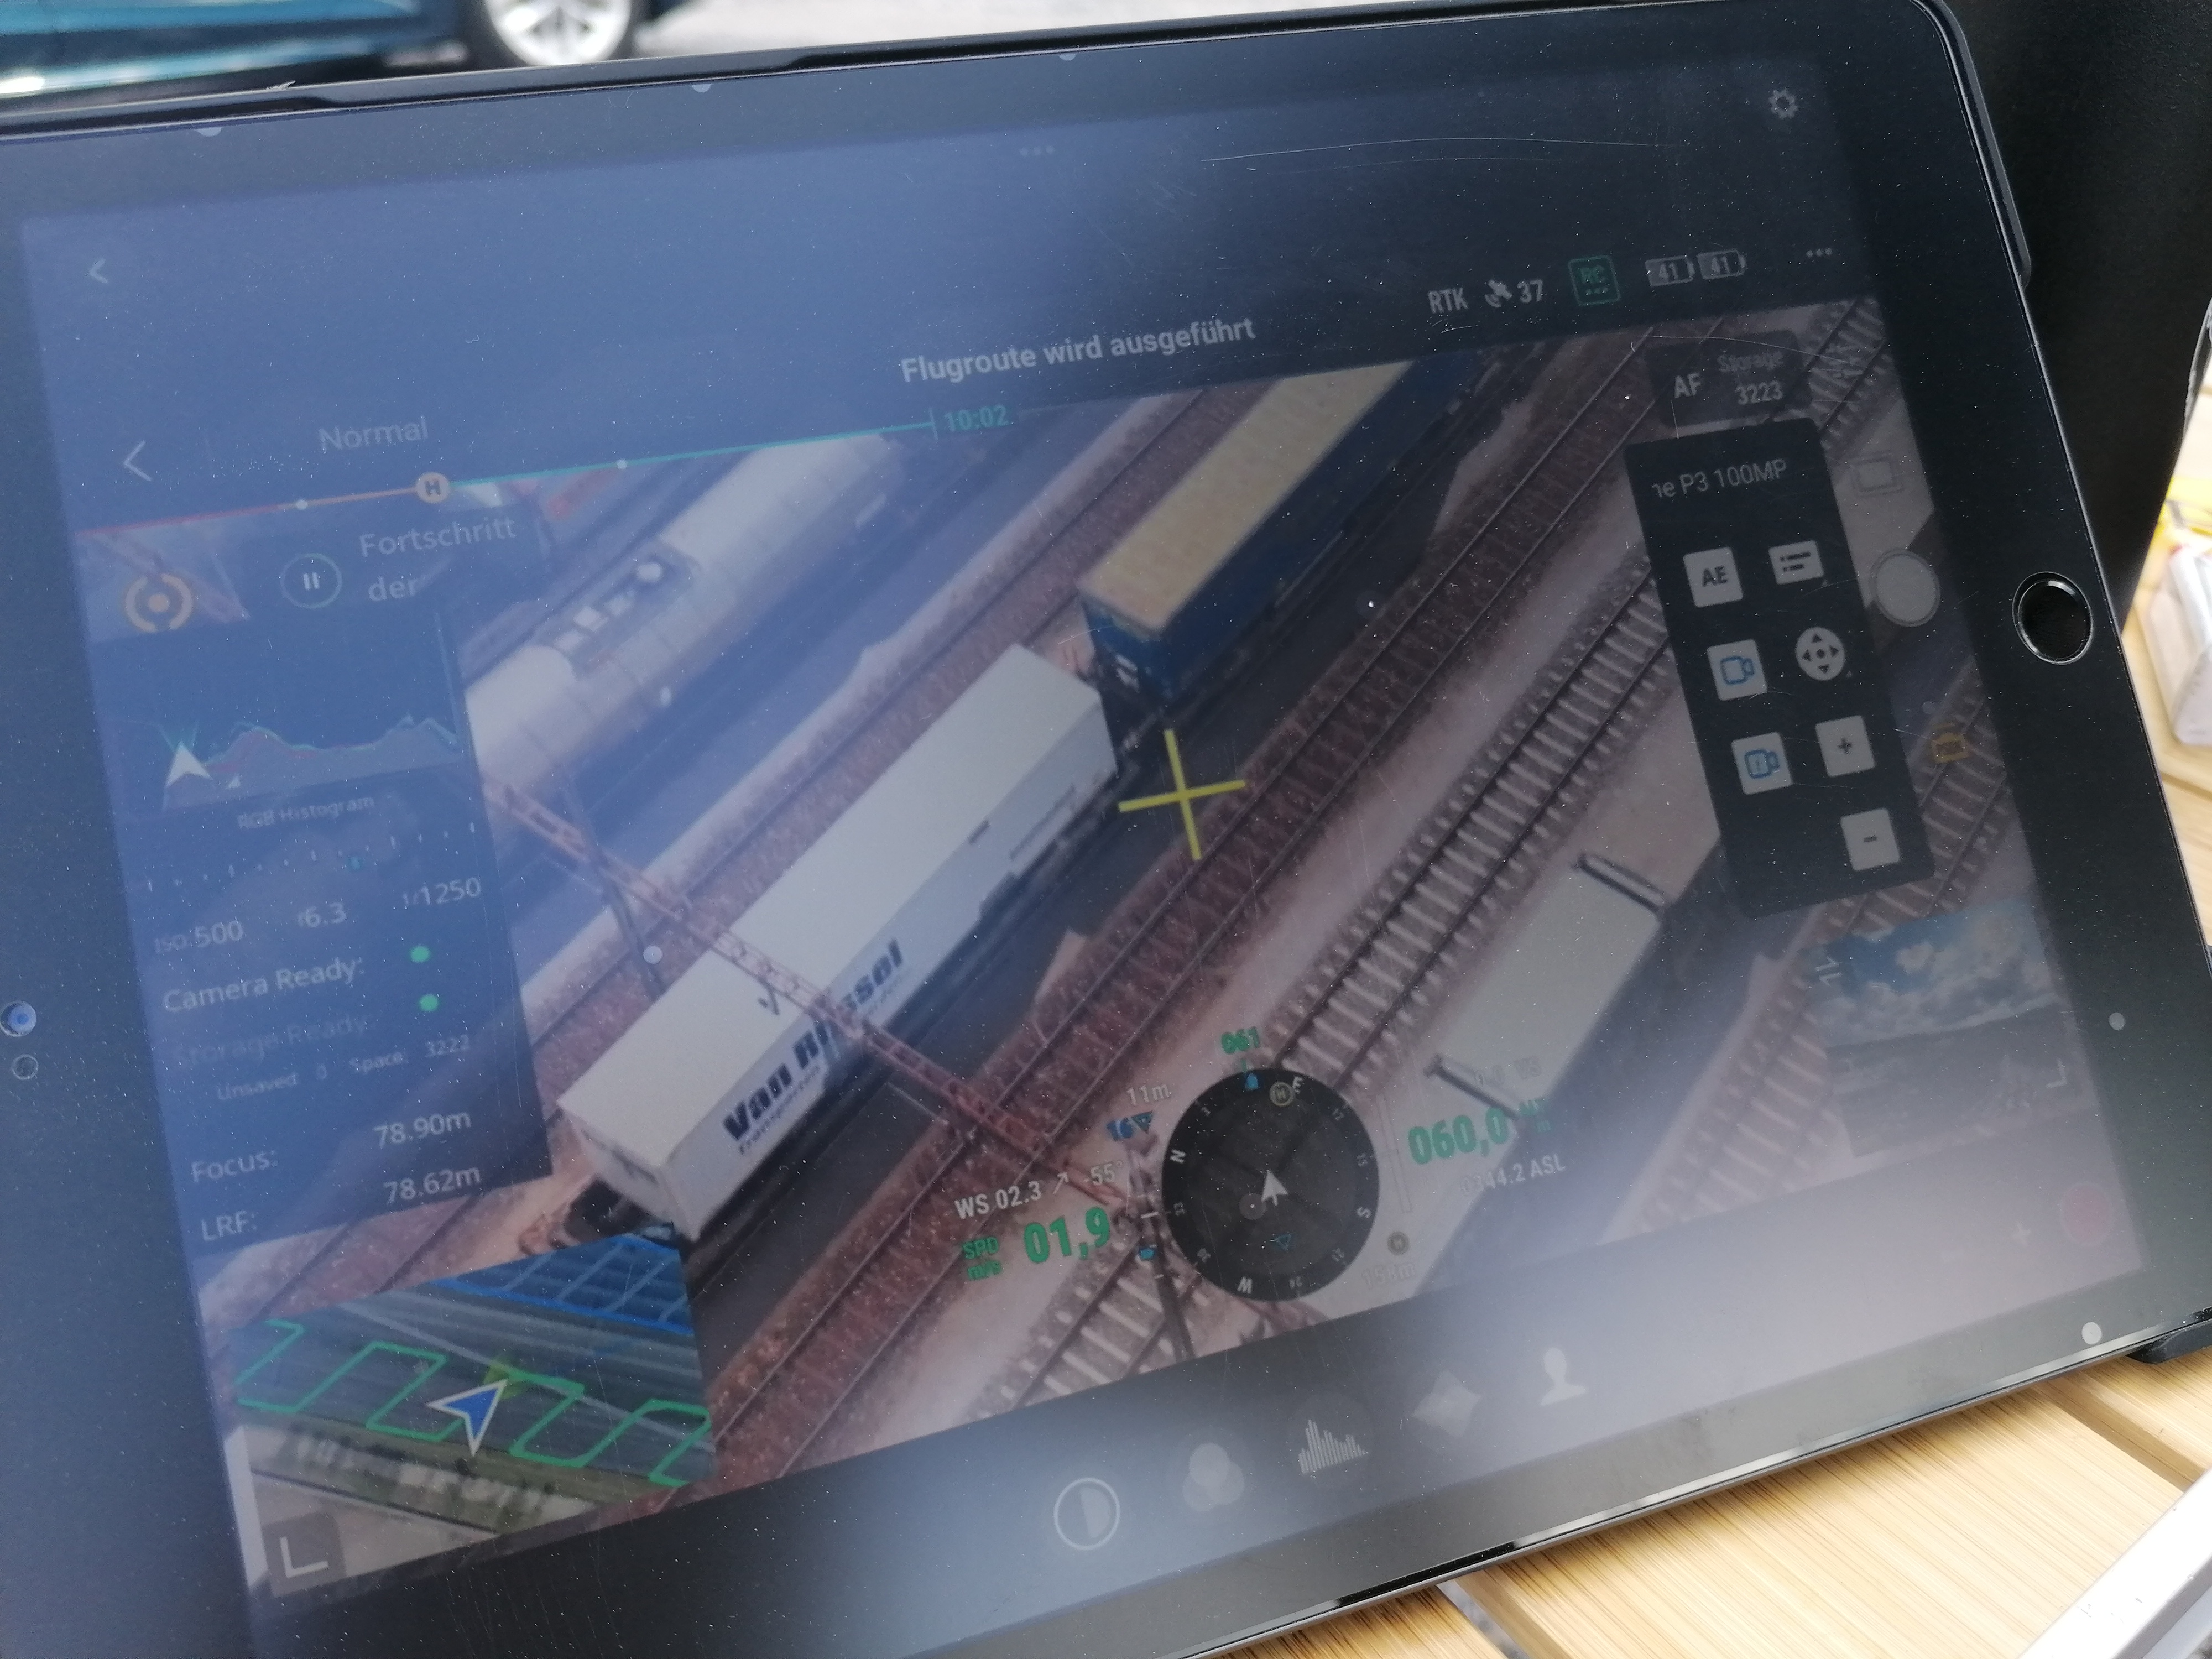 RTK 37 RC 41 41
Flugroute wird ausgeführt
Normal
10:02
H
Storage
AF 3223
P3 100MP
Fortschritt
der
AE
RGB Histogram
ISO:500 f6.3 1/1250
Camera Ready:
Storage Ready:
Unsaved: 0 Space: 3222
Focus: 78.90m
LRF: 78.62m
Van
061
11m
16
WS 02.3 -55°
SPD
m/s 01,9
N
E
S
W
H
33
060,0
ASL